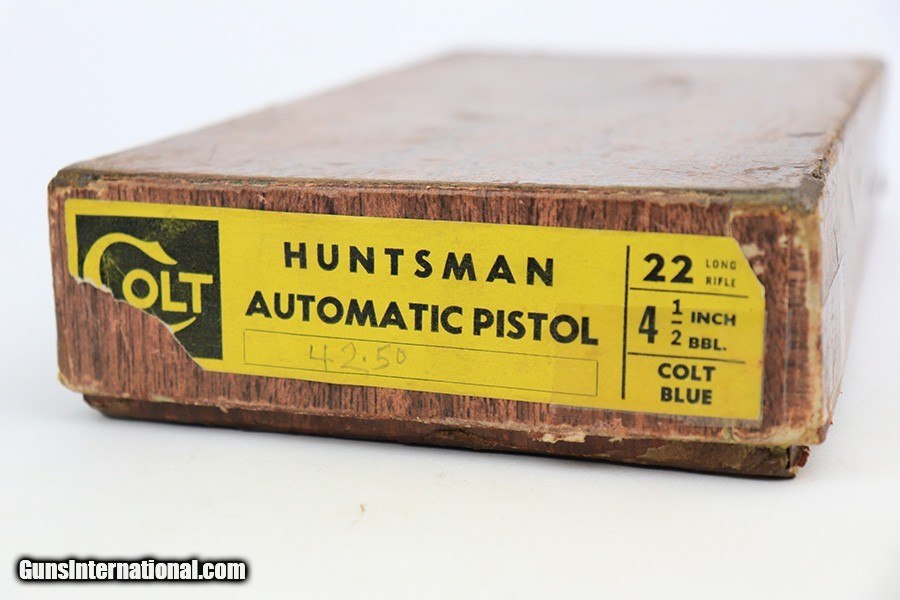 COLT
HUNTSMAN
AUTOMATIC PISTOL
42.50
22 LONG RIFLE
4 1/2 INCH BBL.
COLT
BLUE
GunsInternational.com